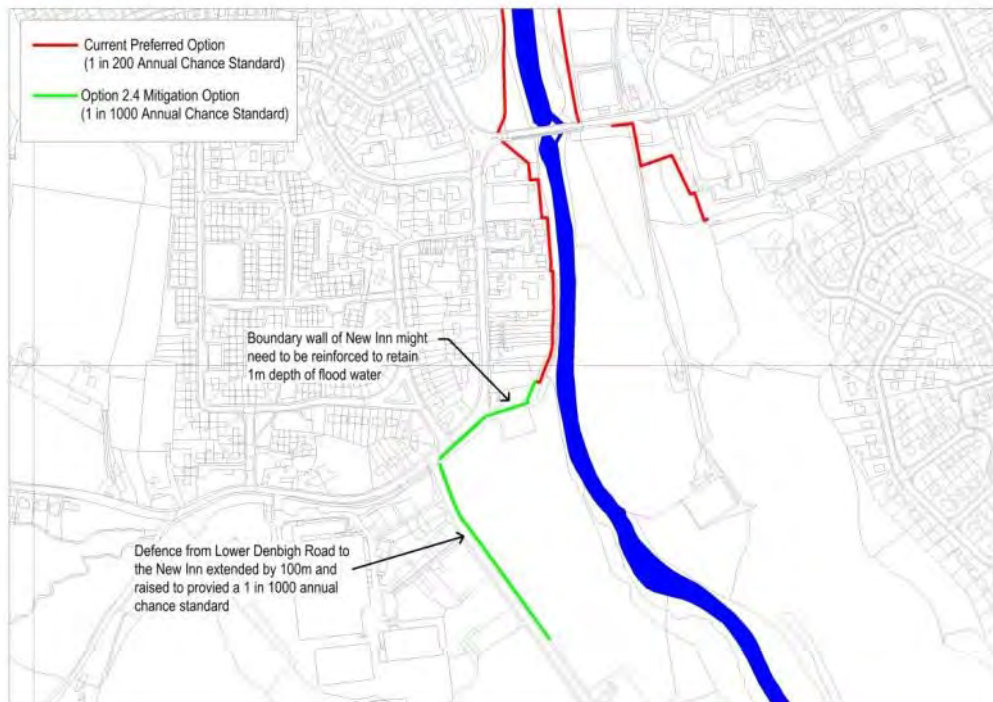 Current Preferred Option
(1 in 200 Annual Chance Standard)
Option 2.4 Mitigation Option
(1 in 1000 Annual Chance Standard)
Boundary wall of New Inn might
need to be reinforced to retain
1m depth of flood water
Defence from Lower Denbigh Road to
the New Inn extended by 100m and
raised to provied a 1 in 1000 annual
chance standard